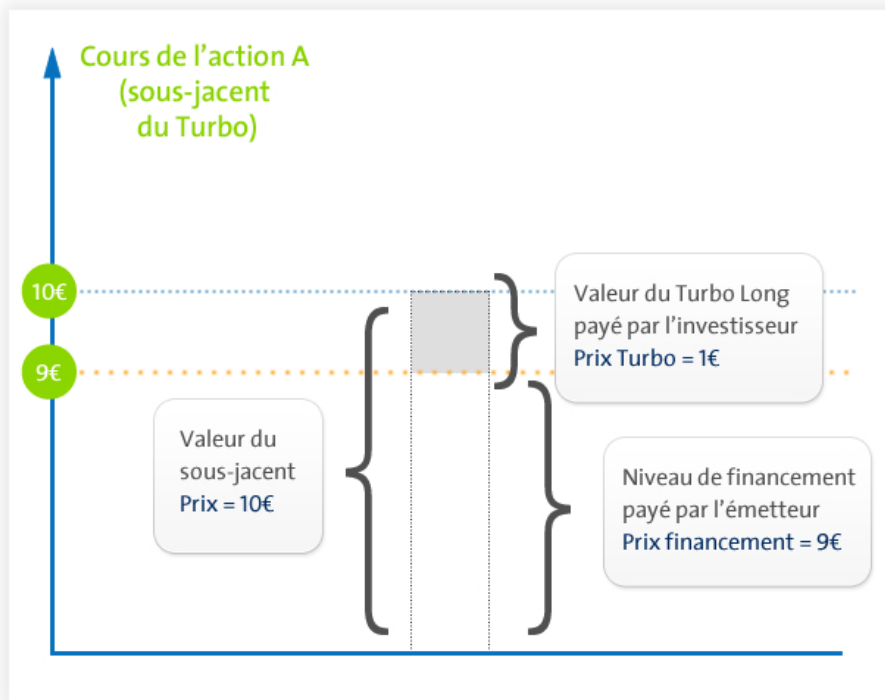 Cours de l’action A
(sous-jacent
du Turbo)
10€
Valeur du Turbo Long
payé par l’investisseur
Prix Turbo = 1€
9€
Valeur du
sous-jacent
Prix = 10€
Niveau de financement
payé par l’émetteur
Prix financement = 9€